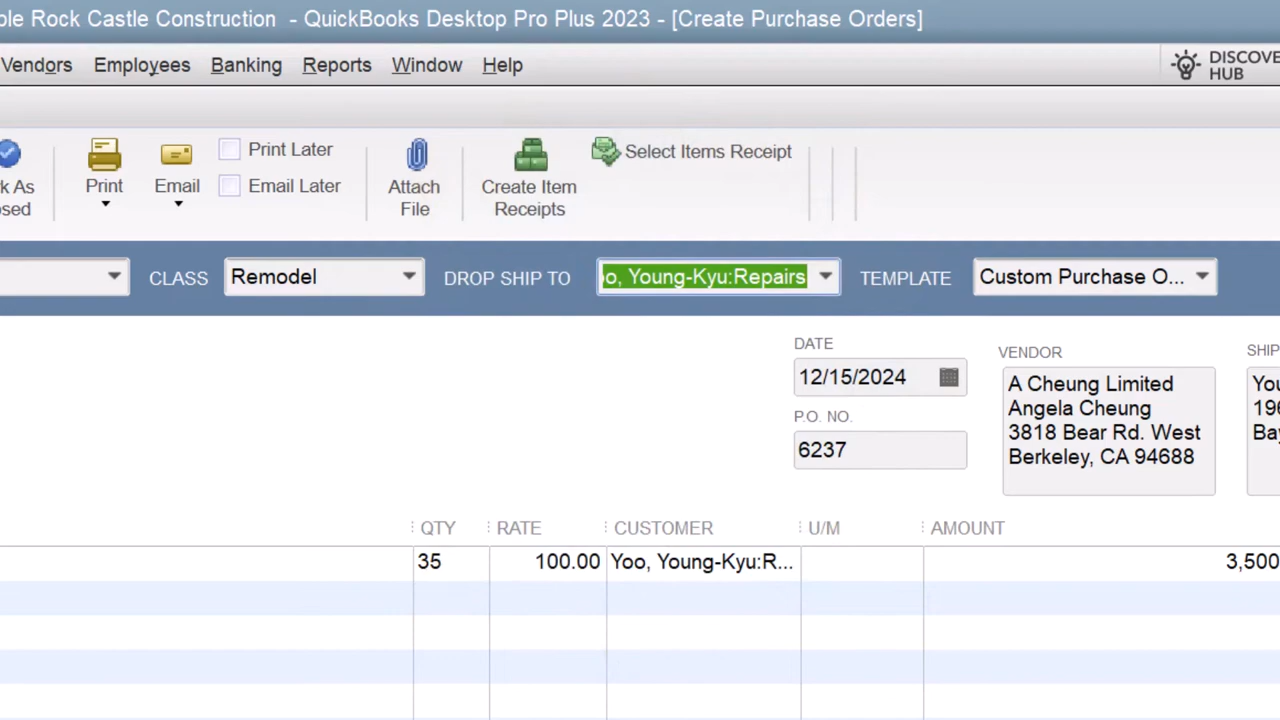 ple Rock Castle Construction - QuickBooks Desktop Pro Plus 2023 - [Create Purchase Orders]
Vendors Employees Banking Reports Window Help
DISCOVE
HUB
k As
sed
Print
Email
Print Later
Email Later
Attach
File
Create Item
Receipts
Select Items Receipt
CLASS Remodel DROP SHIP TO oo, Young-Kyu:Repairs TEMPLATE Custom Purchase O...
DATE
12/15/2024
P.O. NO.
6237
VENDOR
A Cheung Limited
Angela Cheung
3818 Bear Rd. West
Berkeley, CA 94688
SHIP
You
196
Bay
QTY RATE CUSTOMER U/M AMOUNT
35 100.00 Yoo, Young-Kyu:R... 3,500